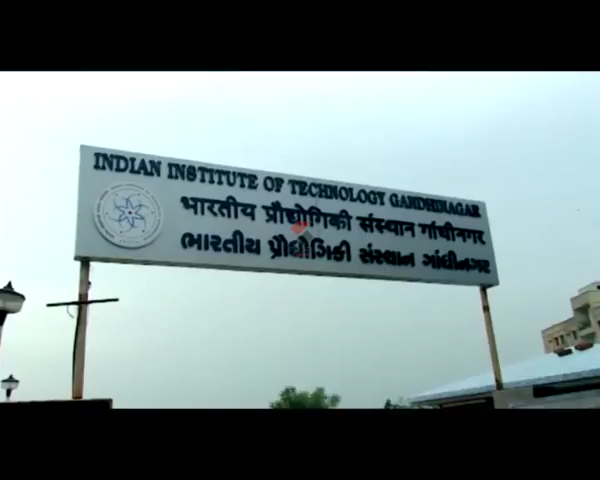 INDIAN INSTITUTE OF TECHNOLOGY GANDHINAGAR
भारतीय प्रौद्योगिकी संस्थान गांधीनगर
ભારતીય પ્રૌદ્યોગિકી સંસ્થાન ગાંધીનગર